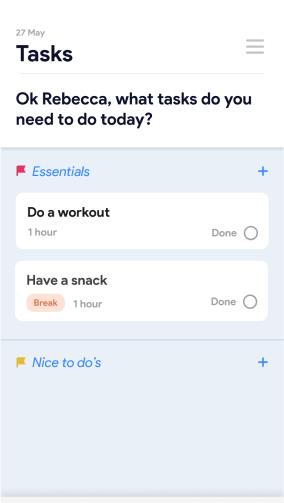 27 May
Tasks
Ok Rebecca, what tasks do you
need to do today?
Essentials +
Do a workout
1 hour Done
Have a snack
Break 1 hour Done
Nice to do's +